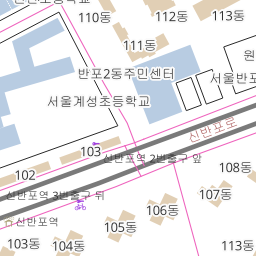 110동
112동
113동
111동
반포2동주민센터
서울반포
서울계성초등학교
신반포로
103
신반포역 2번출구 앞
102
108동
신반포역 3번출구 뒤
107동
106동
신반포역
105동
103동
104동
113동